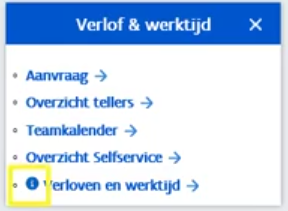 Verlof & werktijd ×
Aanvraag →
Overzicht tellers →
Teamkalender →
Overzicht Selfservice →
Verloven en werktijd →